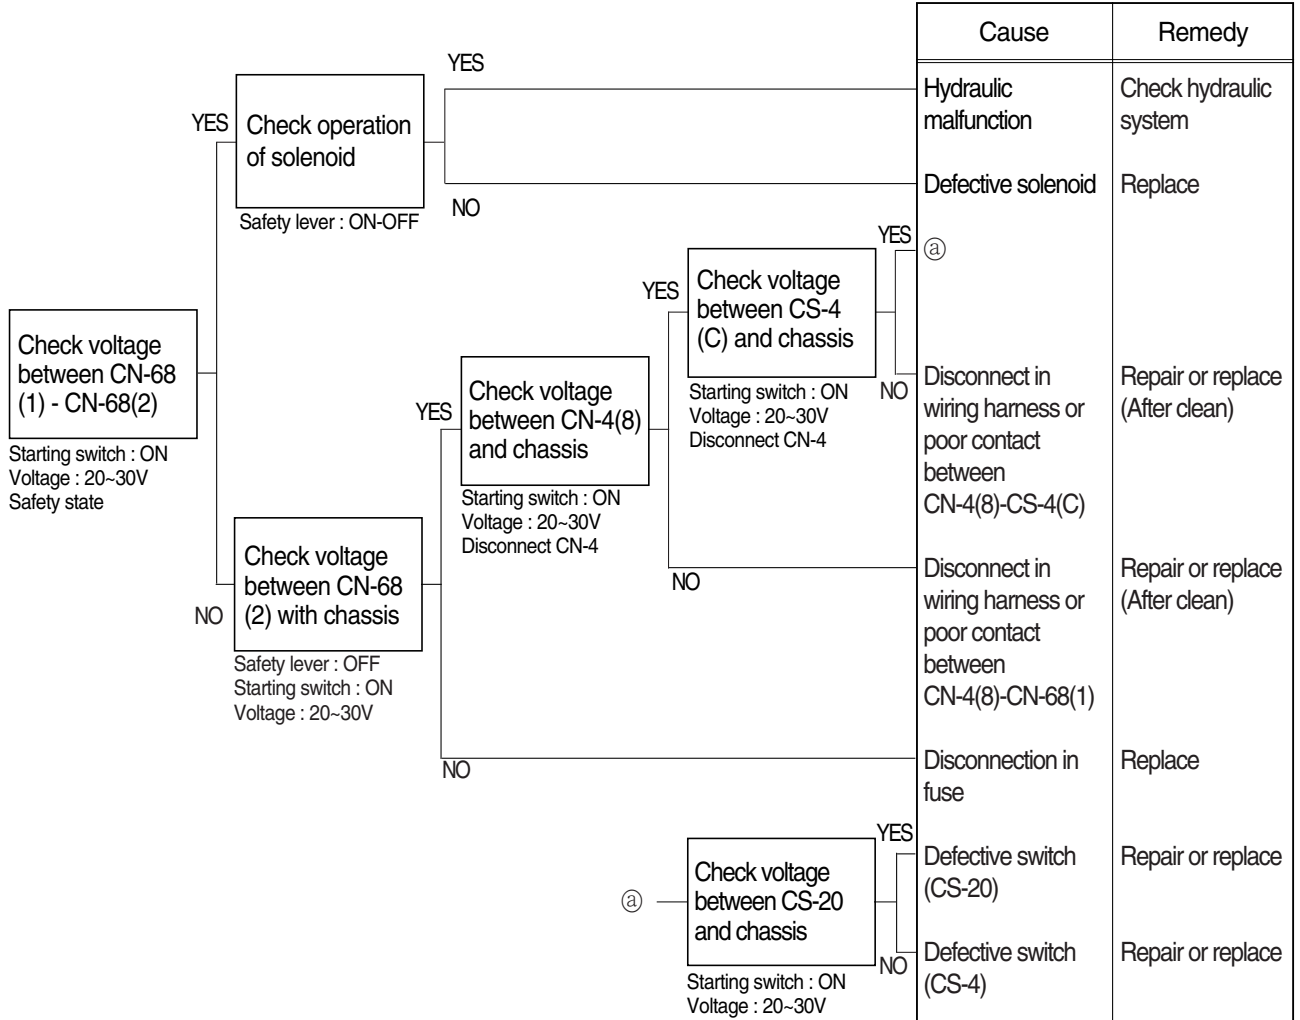 Cause
Remedy
YES
Hydraulic
malfunction
Check hydraulic
system
YES
Check operation
of solenoid
Defective solenoid
Replace
NO
Safety lever : ON-OFF
YES
ⓐ
YES
Check voltage
between CS-4
(C) and chassis
Check voltage
between CN-68
(1) - CN-68(2)
Starting switch : ON
Voltage : 20~30V
Safety state
YES
Check voltage
between CN-4(8)
and chassis
Starting switch : ON
Voltage : 20~30V
Disconnect CN-4
NO
Disconnect in
wiring harness or
poor contact
between
CN-4(8)-CS-4(C)
Repair or replace
(After clean)
Starting switch : ON
Voltage : 20~30V
Disconnect CN-4
NO
Check voltage
between CN-68
(2) with chassis
Safety lever : OFF
Starting switch : ON
Voltage : 20~30V
NO
Disconnect in
wiring harness or
poor contact
between
CN-4(8)-CN-68(1)
Repair or replace
(After clean)
NO
Disconnection in
fuse
Replace
ⓐ
Check voltage
between CS-20
and chassis
Starting switch : ON
Voltage : 20~30V
YES
Defective switch
(CS-20)
Repair or replace
NO
Defective switch
(CS-4)
Repair or replace